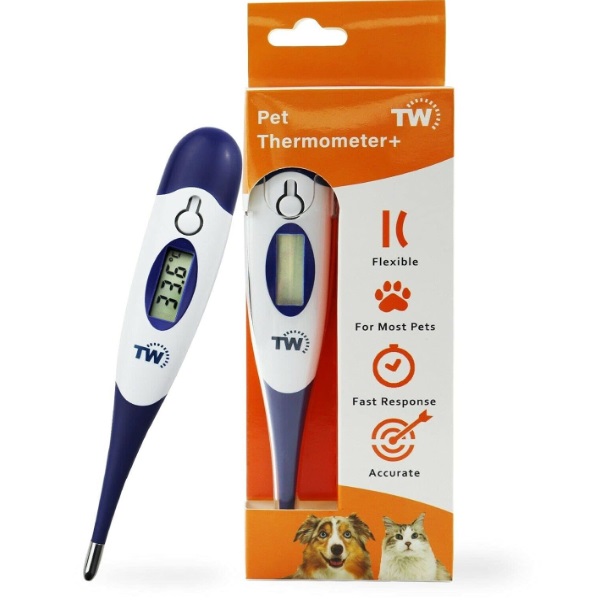 Pet
Thermometer+
TW
33.6°C
TW
TW
Flexible
For Most Pets
Fast Response
Accurate